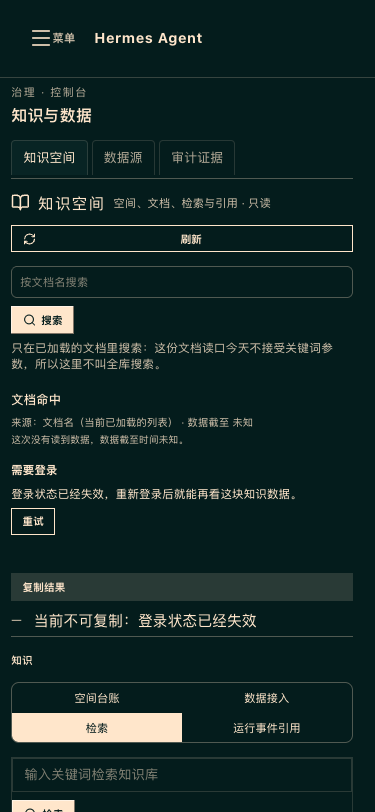 菜单 Hermes Agent
治理 · 控制台
知识与数据
知识空间 数据源 审计证据
知识空间 空间、文档、检索与引用 · 只读
刷新
按文档名搜索
搜索
只在已加载的文档里搜索：这份文档读口今天不接受关键词参
数，所以这里不叫全库搜索。
文档命中
来源：文档名（当前已加载的列表） · 数据截至 未知
这次没有读到数据，数据截至时间未知。
需要登录
登录状态已经失效，重新登录后就能再看这块知识数据。
重试
复制结果
— 当前不可复制：登录状态已经失效
知识
空间台账 数据接入
检索 运行事件引用
输入关键词检索知识库
检索